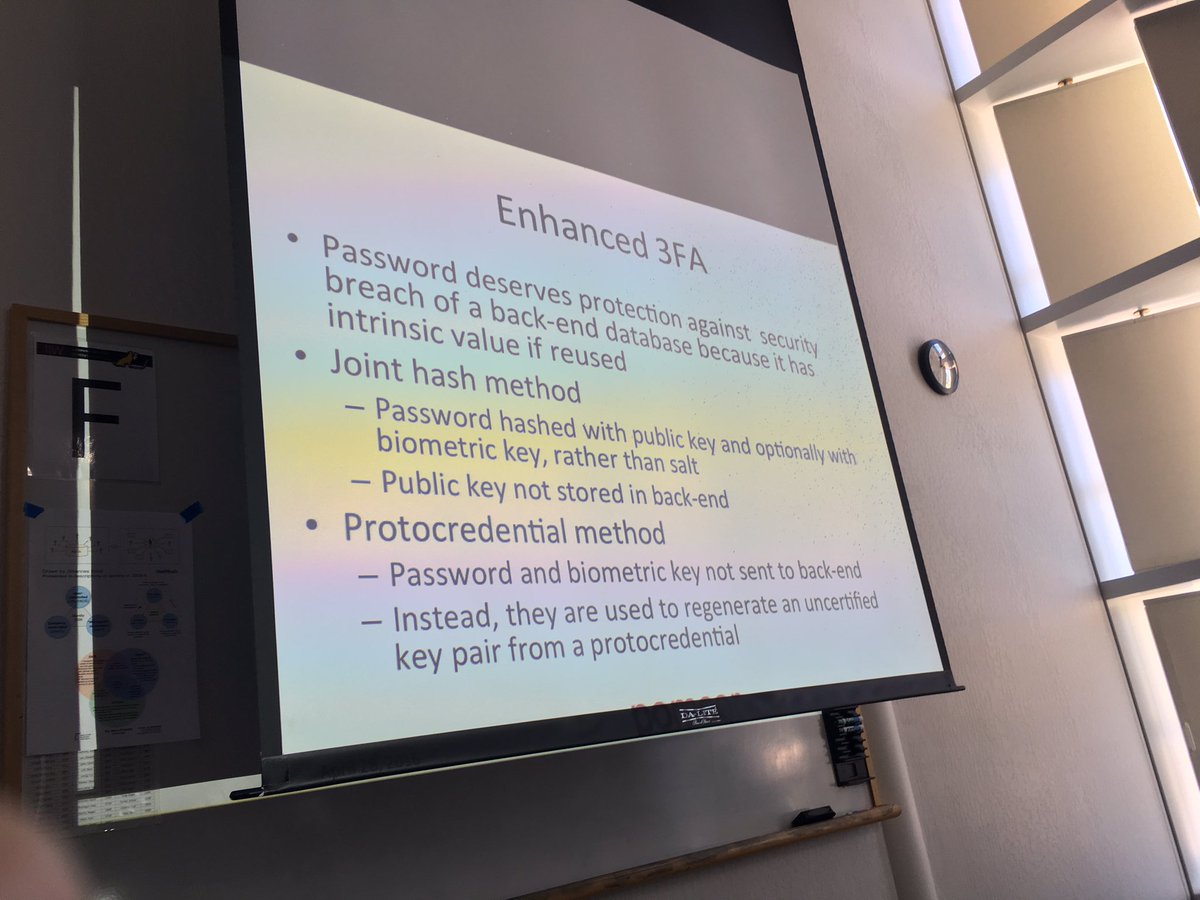 Enhanced 3FA
• Password deserves protection against security
breach of a back-end database because it has
intrinsic value if reused
• Joint hash method
– Password hashed with public key and optionally with
biometric key, rather than salt
– Public key not stored in back-end
• Protocredential method
– Password and biometric key not sent to back-end
– Instead, they are used to regenerate an uncertified
key pair from a protocredential
DA-LITE
F